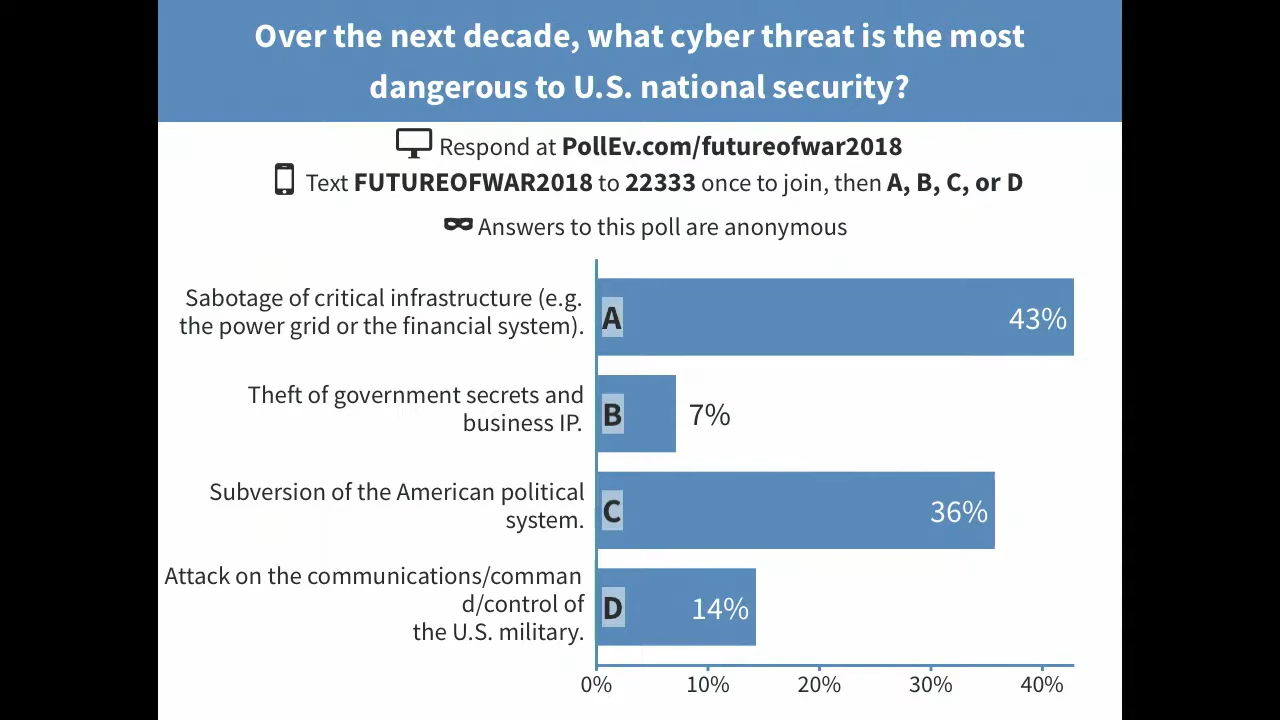 Over the next decade, what cyber threat is the most
dangerous to U.S. national security?
Respond at PollEv.com/futureofwar2018
Text FUTUREOFWAR2018 to 22333 once to join, then A, B, C, or D
Answers to this poll are anonymous
Sabotage of critical infrastructure (e.g.
the power grid or the financial system).
A
43%
Theft of government secrets and
business IP.
B
7%
Subversion of the American political
system.
C
36%
Attack on the communications/comman
d/control of
the U.S. military.
D
14%
0% 10% 20% 30% 40%